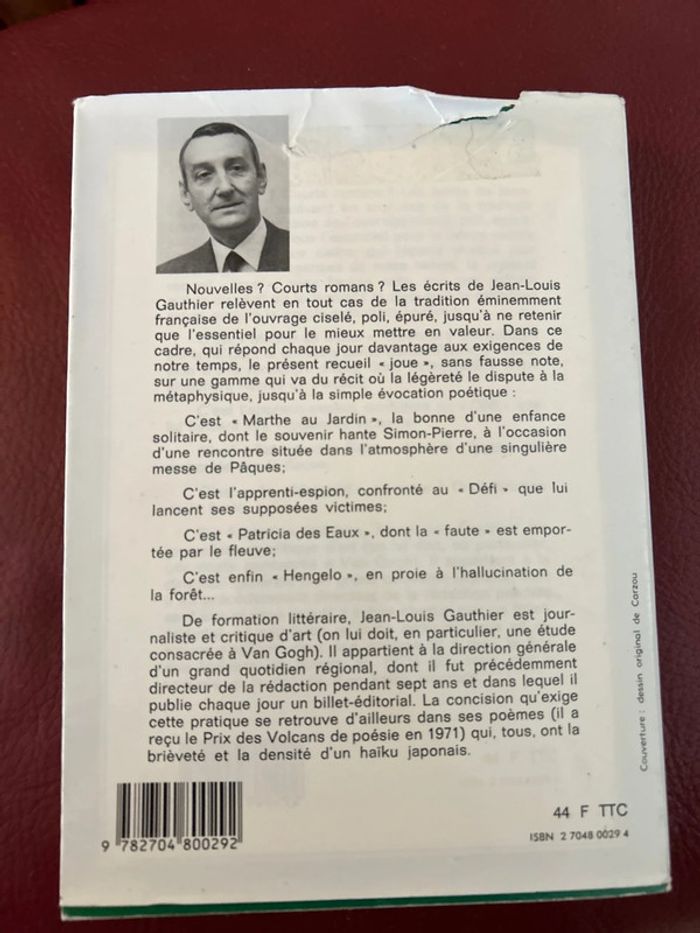 Nouvelles ? Courts romans ? Les écrits de Jean-Louis
Gauthier relèvent en tout cas de la tradition éminemment
française de l'ouvrage ciselé, poli, épuré, jusqu'à ne retenir
que l'essentiel pour le mieux mettre en valeur. Dans ce
cadre, qui répond chaque jour davantage aux exigences de
notre temps, le présent recueil « joue », sans fausse note,
sur une gamme qui va du récit où la légèreté le dispute à la
métaphysique, jusqu'à la simple évocation poétique :
C'est « Marthe au Jardin », la bonne d'une enfance
solitaire, dont le souvenir hante Simon-Pierre, à l'occasion
d'une rencontre située dans l'atmosphère d'une singulière
messe de Pâques;
C'est l'apprenti-espion, confronté au « Défi » que lui
lancent ses supposées victimes;
C'est « Patricia des Eaux », dont la « faute » est empor-
tée par le fleuve;
C'est enfin « Hengelo », en proie à l'hallucination de
la forêt...
De formation littéraire, Jean-Louis Gauthier est jour-
naliste et critique d'art (on lui doit, en particulier, une étude
consacrée à Van Gogh). Il appartient à la direction générale
d'un grand quotidien régional, dont il fut précédemment
directeur de la rédaction pendant sept ans et dans lequel il
publie chaque jour un billet-éditorial. La concision qu'exige
cette pratique se retrouve d'ailleurs dans ses poèmes (il a
reçu le Prix des Volcans de poésie en 1971) qui, tous, ont la
brièveté et la densité d'un haïku japonais.
Couverture : dessin original de Carzou
44 F TTC
ISBN 2 7048 0029 4
9 782704 800292